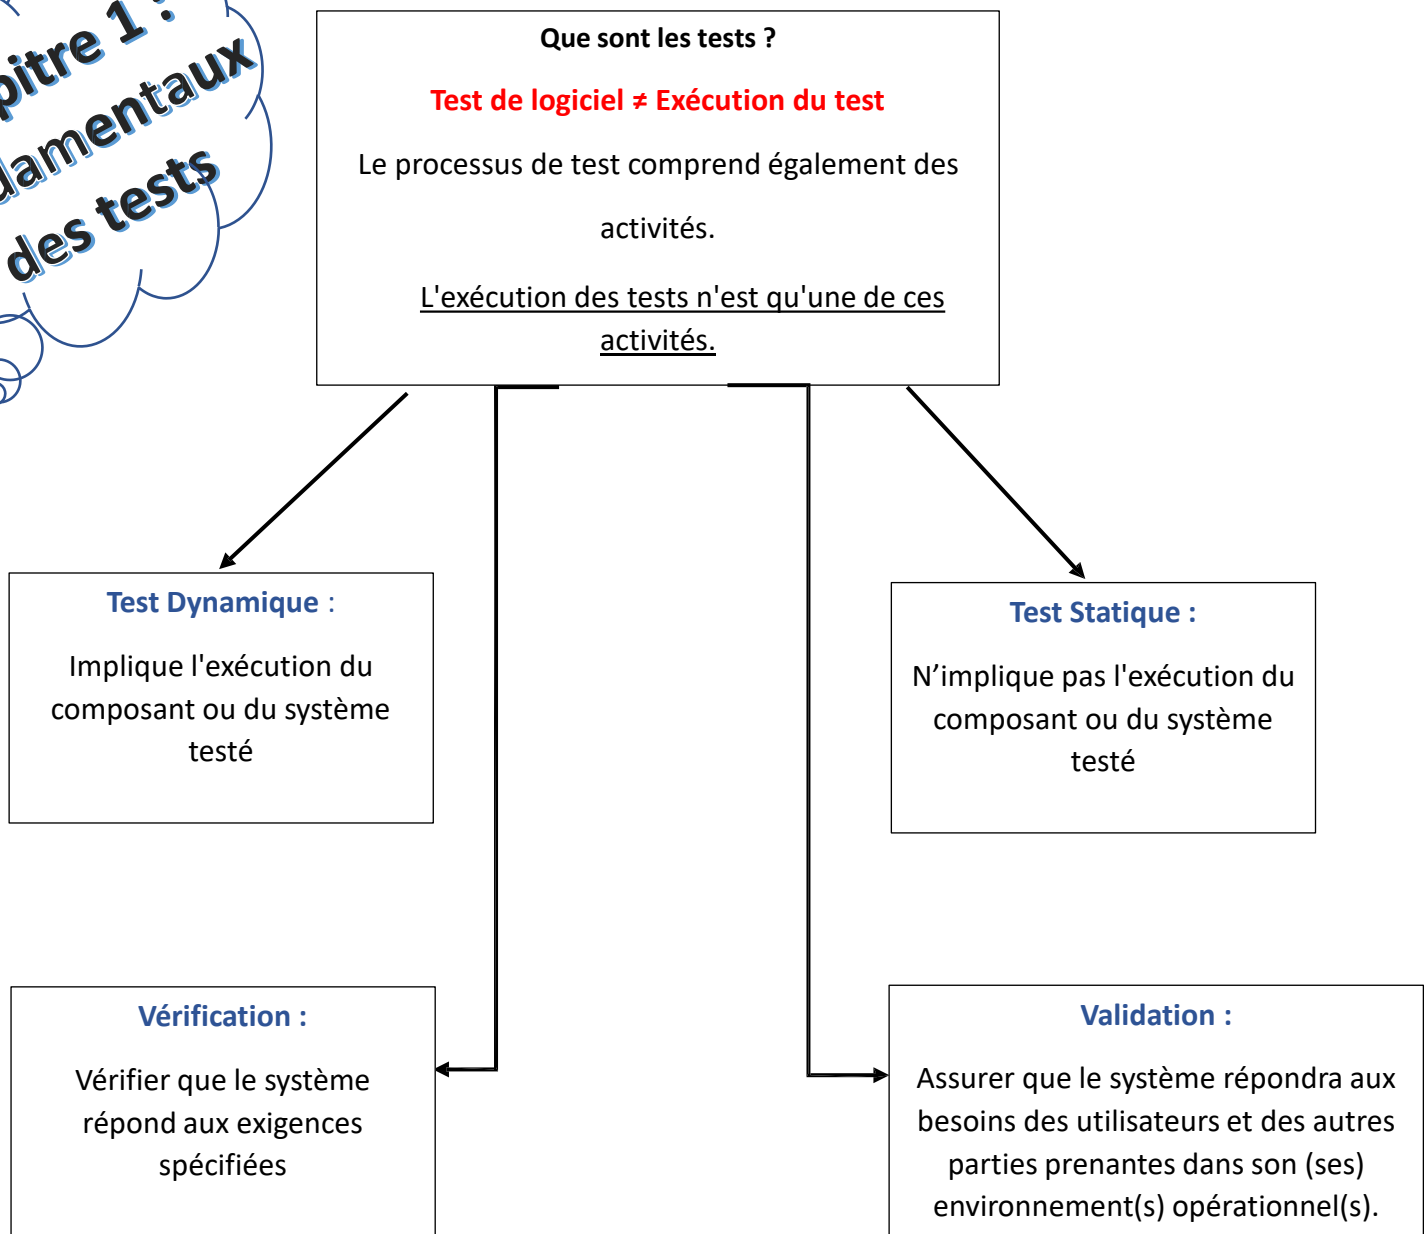 pitre 1 :
damentaux
des tests
Que sont les tests ?
Test de logiciel ≠ Exécution du test
Le processus de test comprend également des
activités.
L'exécution des tests n'est qu'une de ces
activités.
Test Dynamique :
Implique l'exécution du
composant ou du système
testé
Test Statique :
N’implique pas l'exécution du
composant ou du système
testé
Vérification :
Vérifier que le système
répond aux exigences
spécifiées
Validation :
Assurer que le système répondra aux
besoins des utilisateurs et des autres
parties prenantes dans son (ses)
environnement(s) opérationnel(s).